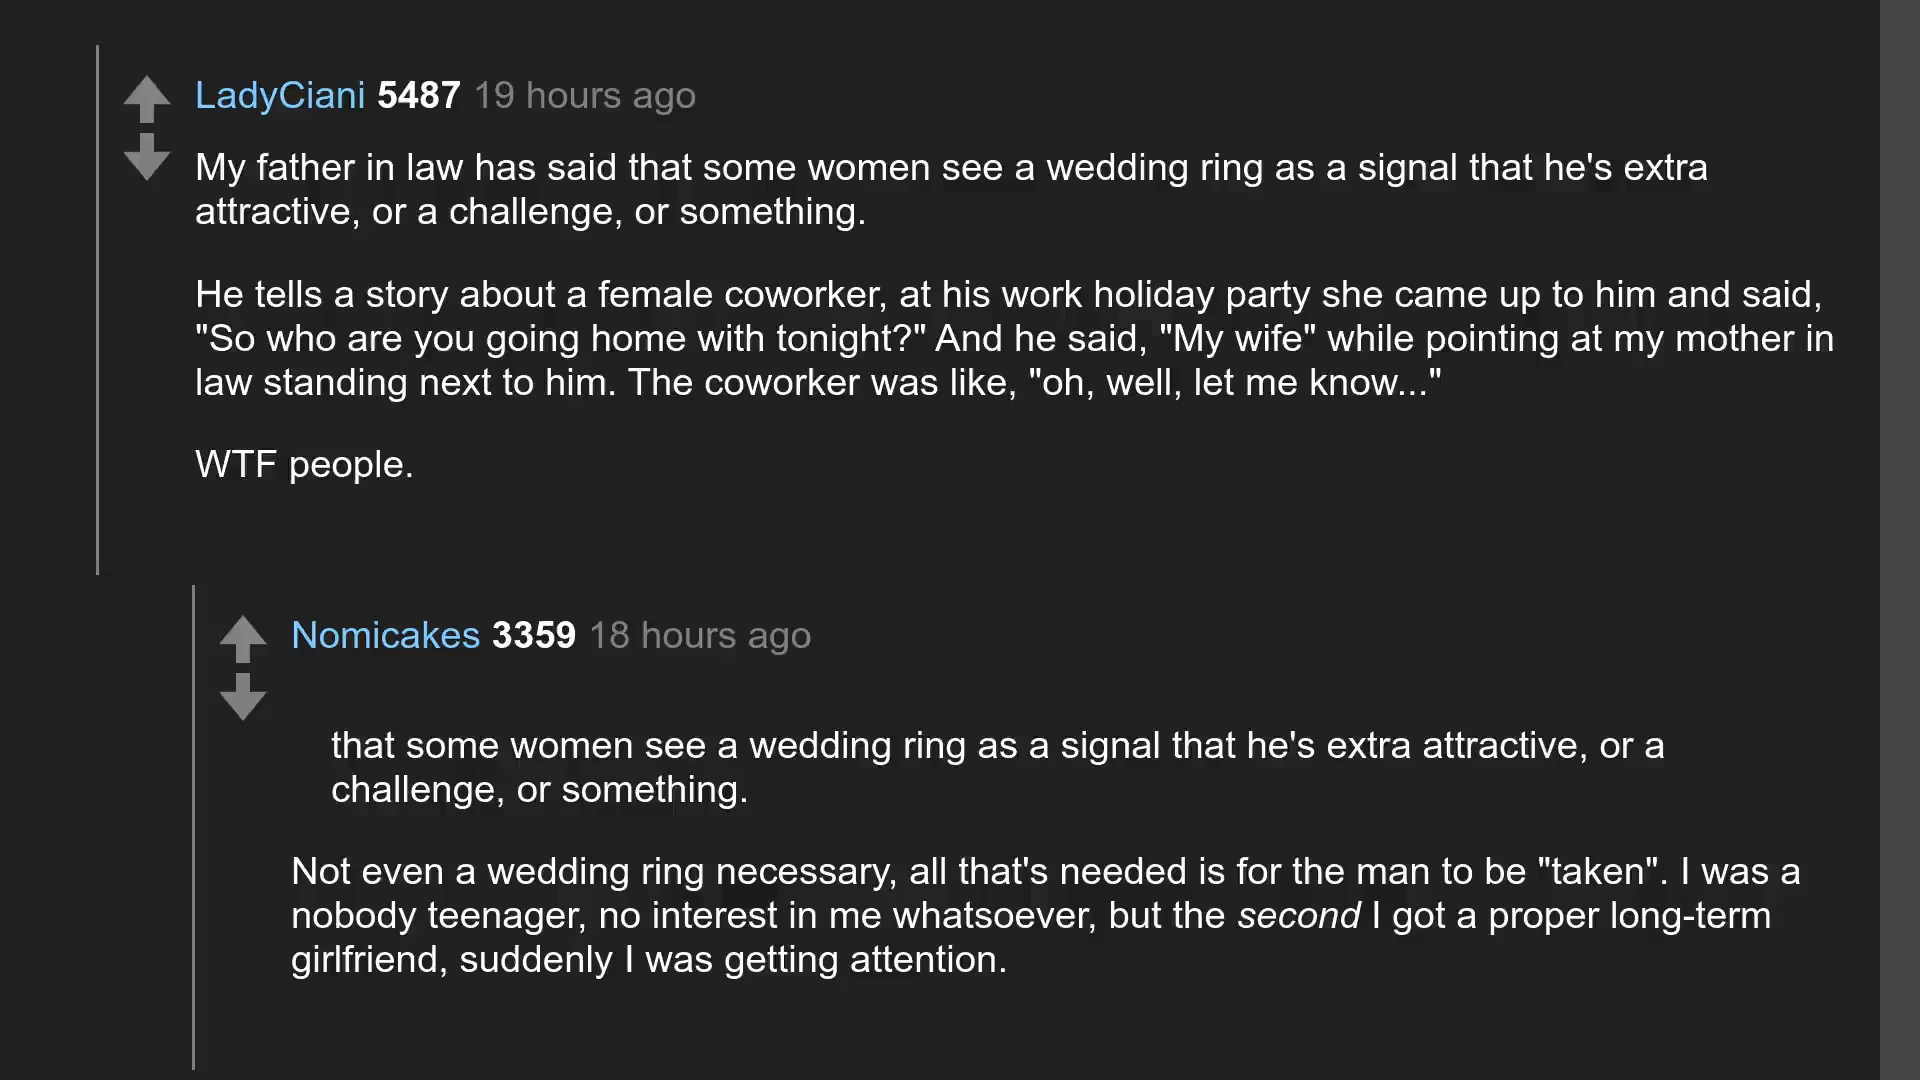 LadyCiani 5487 19 hours ago
My father in law has said that some women see a wedding ring as a signal that he's extra
attractive, or a challenge, or something.
He tells a story about a female coworker, at his work holiday party she came up to him and said,
"So who are you going home with tonight?" And he said, "My wife" while pointing at my mother in
law standing next to him. The coworker was like, "oh, well, let me know..."
WTF people.
Nomicakes 3359 18 hours ago
that some women see a wedding ring as a signal that he's extra attractive, or a
challenge, or something.
Not even a wedding ring necessary, all that's needed is for the man to be "taken". I was a
nobody teenager, no interest in me whatsoever, but the second I got a proper long-term
girlfriend, suddenly I was getting attention.